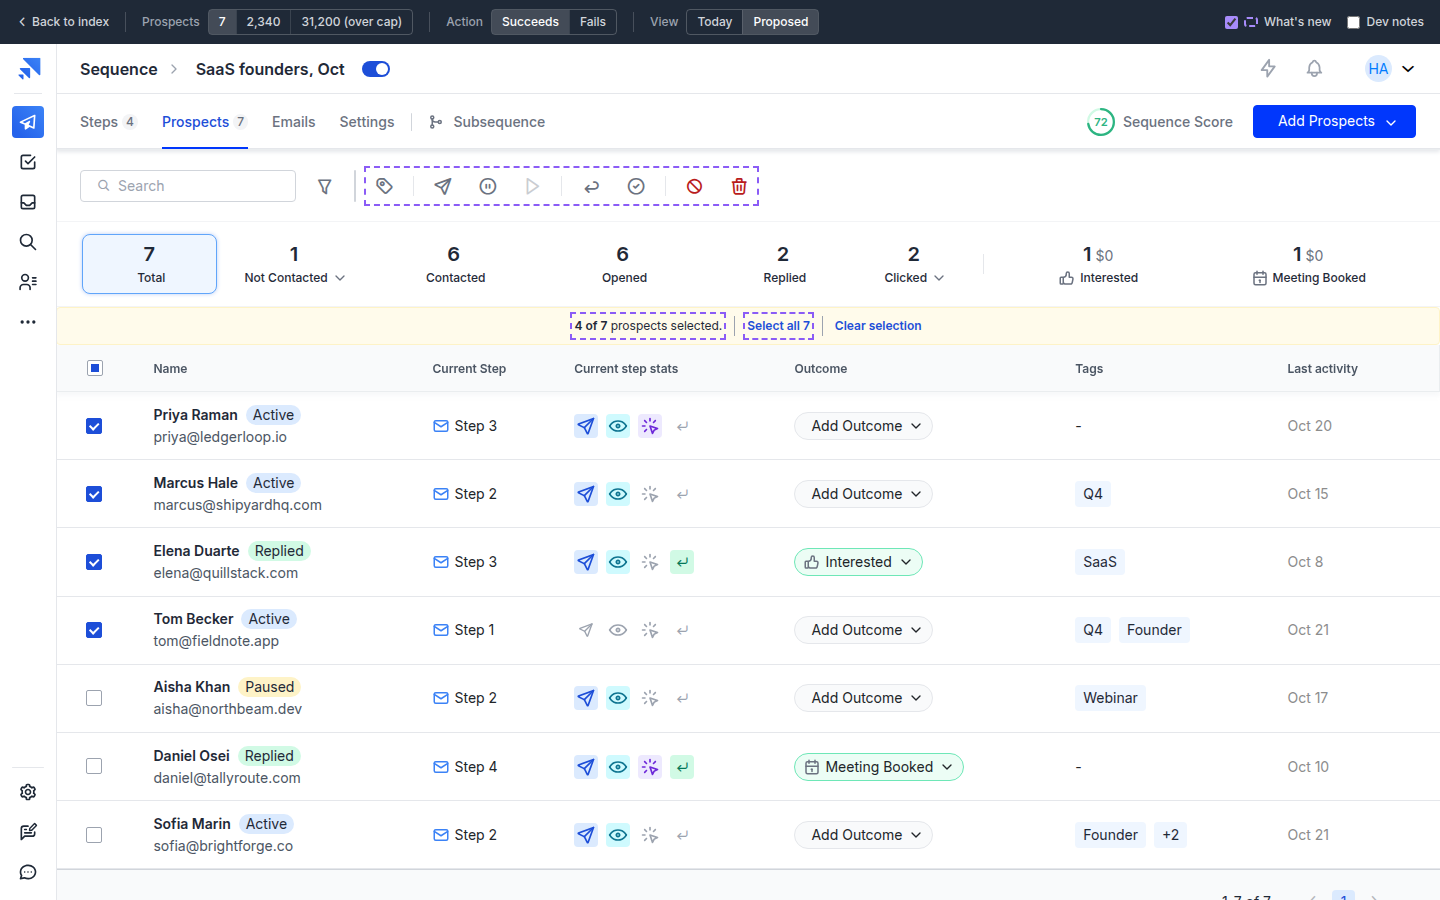 Back to index Prospects 7 2,340 31,200 (over cap) Action Succeeds Fails View Today Proposed What's new Dev notes
Sequence SaaS founders, Oct HA
Steps 4 Prospects 7 Emails Settings Subsequence 72 Sequence Score Add Prospects
Search
7 1 6 6 2 2 1 $0 1 $0
Total Not Contacted Contacted Opened Replied Clicked Interested Meeting Booked
4 of 7 prospects selected. Select all 7 Clear selection
Name Current Step Current step stats Outcome Tags Last activity
Priya Raman Active
priya@ledgerloop.io
Step 3 Add Outcome - Oct 20
Marcus Hale Active
marcus@shipyardhq.com
Step 2 Add Outcome Q4 Oct 15
Elena Duarte Replied
elena@quillstack.com
Step 3 Interested SaaS Oct 8
Tom Becker Active
tom@fieldnote.app
Step 1 Add Outcome Q4 Founder Oct 21
Aisha Khan Paused
aisha@northbeam.dev
Step 2 Add Outcome Webinar Oct 17
Daniel Osei Replied
daniel@tallyroute.com
Step 4 Meeting Booked - Oct 10
Sofia Marin Active
sofia@brightforge.co
Step 2 Add Outcome Founder +2 Oct 21
1-7 of 7 1